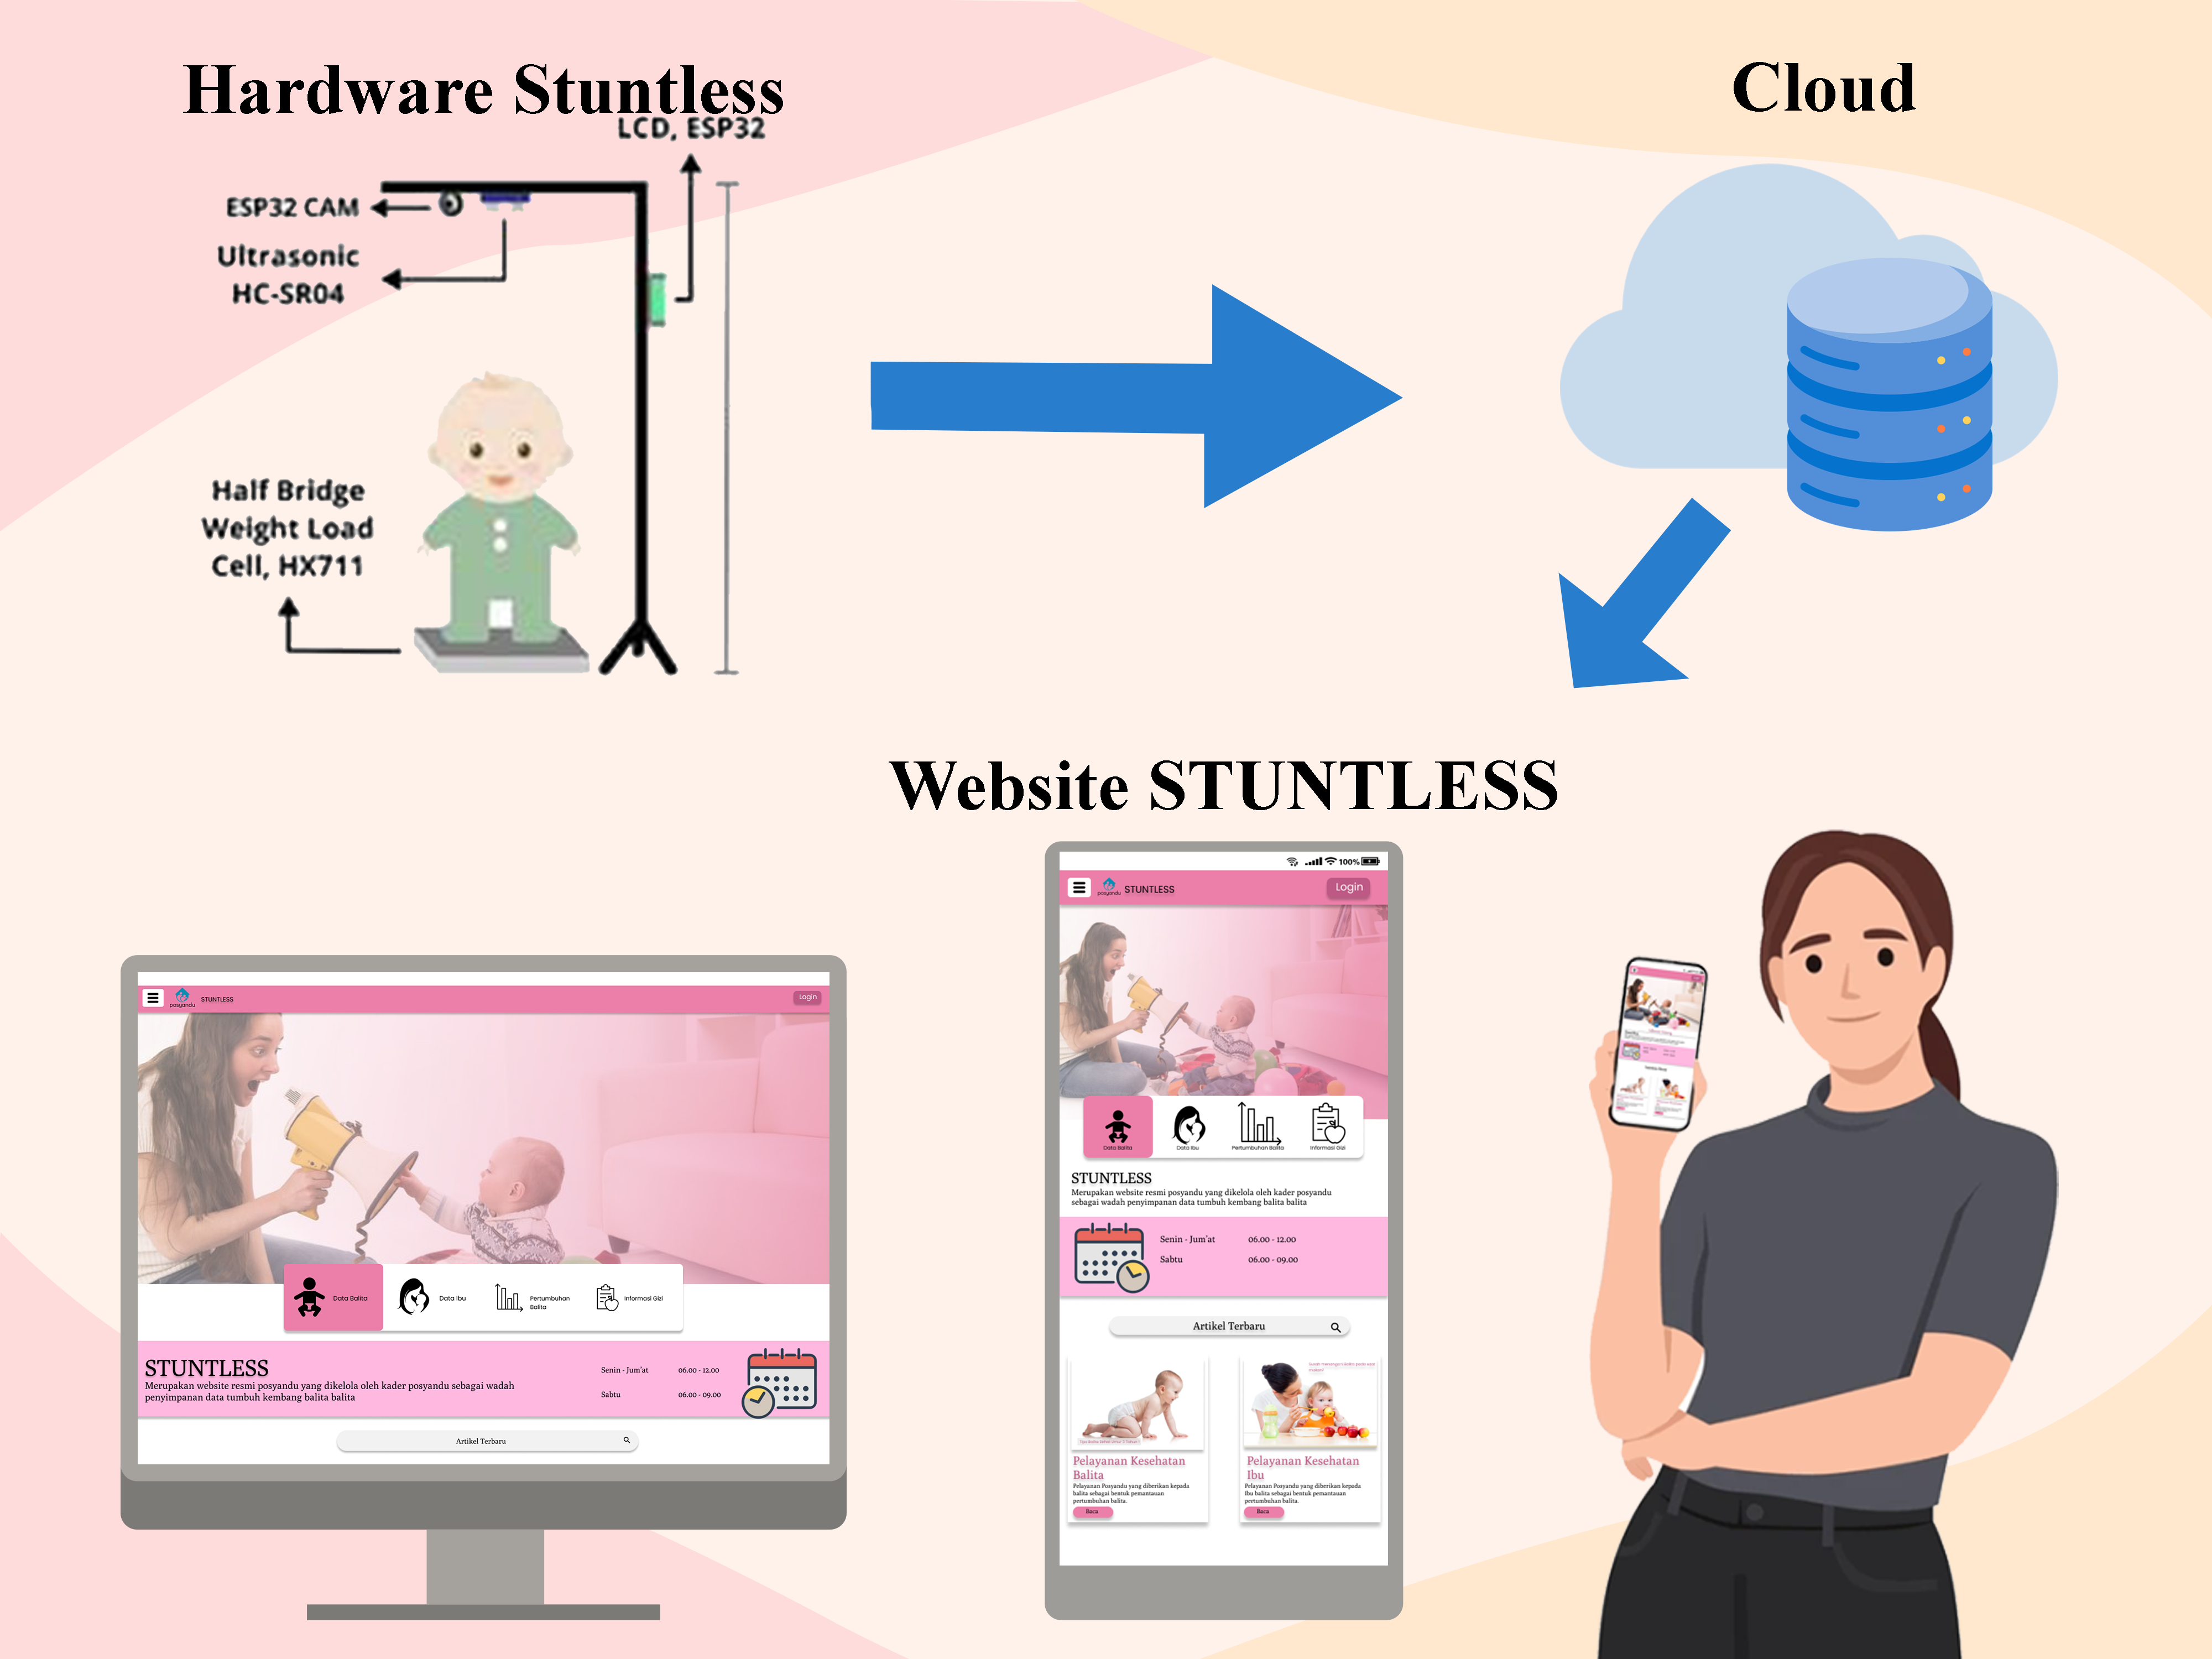 Hardware Stuntless
Cloud
LCD, ESP32
ESP32 CAM
Ultrasonic
HC-SR04
Half Bridge
Weight Load
Cell, HX711
Website STUNTLESS
posyandu
STUNTLESS
Login
Data Balita
Data Ibu
Pertumbuhan
Balita
Informasi Gizi
STUNTLESS
Merupakan website resmi posyandu yang dikelola oleh kader posyandu sebagai wadah
penyimpanan data tumbuh kembang balita balita
Senin - Jum'at 06.00 - 12.00
Sabtu 06.00 - 09.00
Artikel Terbaru
100%
posyandu
STUNTLESS
Login
Data Balita
Data Ibu
Pertumbuhan Balita
Informasi Gizi
STUNTLESS
Merupakan website resmi posyandu yang dikelola oleh kader posyandu
sebagai wadah penyimpanan data tumbuh kembang balita balita
Senin - Jum'at 06.00 - 12.00
Sabtu 06.00 - 09.00
Artikel Terbaru
Pelayanan Kesehatan
Balita
Pelayanan Posyandu yang diberikan kepada
balita sebagai bentuk pemantauan
pertumbuhan balita.
Baca
Pelayanan Kesehatan
Ibu
Pelayanan Posyandu yang diberikan kepada
Ibu balita sebagai bentuk pemantauan
pertumbuhan balita.
Baca